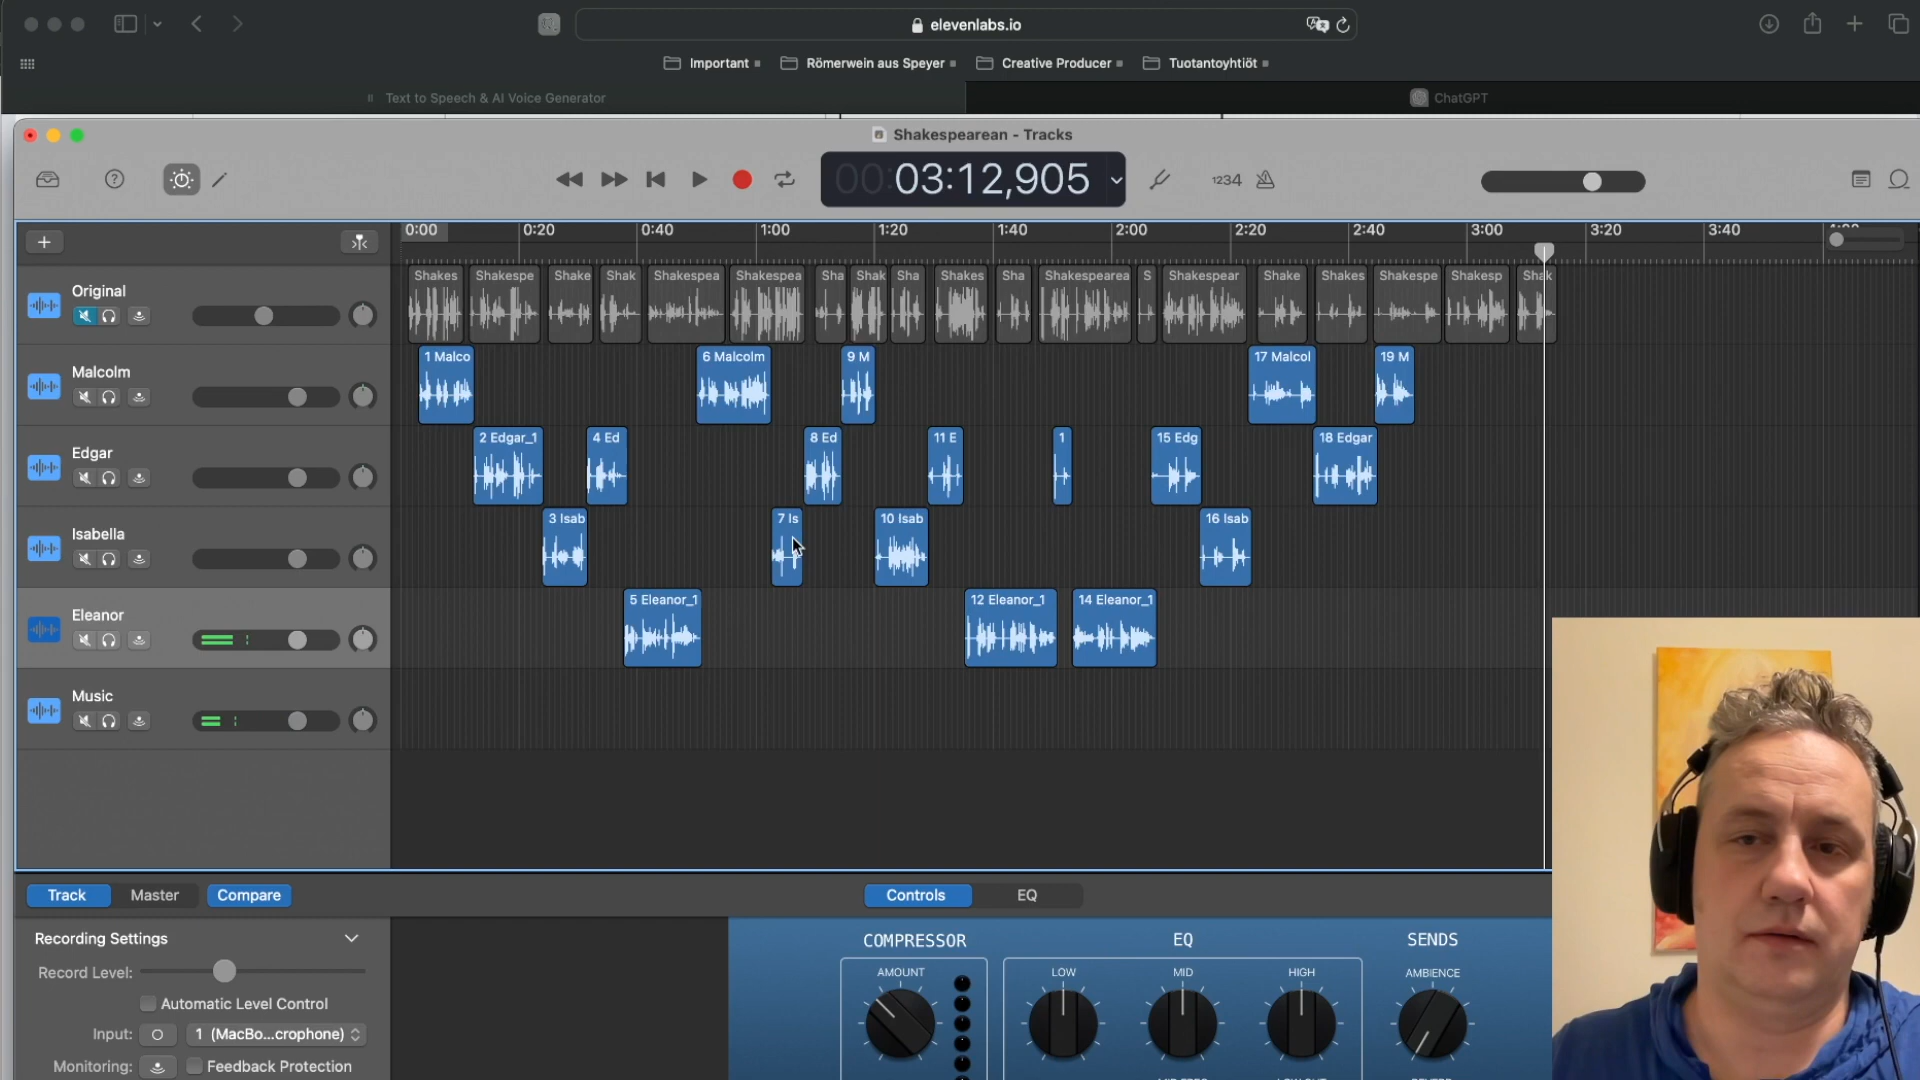 elevenlabs.io
Important
Römerwein aus Speyer
Creative Producer
Tuotantoyhtiöt
Text to Speech & AI Voice Generator
ChatGPT
Shakespearean - Tracks
00:03:12,905
1234
0:00 0:20 0:40 1:00 1:20 1:40 2:00 2:20 2:40 3:00 3:20 3:40
Original
Shakes Shakespe Shake Shak Shakespea Shakespea Sha Shak Sha Shakes Sha Shakespearea S Shakespear Shake Shakes Shakespe Shakesp Shak
Malcolm
1 Malco 6 Malcolm 9 M 17 Malcol 19 M
Edgar
2 Edgar_1 4 Ed 8 Ed 11 E 1 15 Edg 18 Edgar
Isabella
3 Isab 7 Is 10 Isab 16 Isab
Eleanor
5 Eleanor_1 12 Eleanor_1 14 Eleanor_1
Music
Track Master Compare
Controls EQ
Recording Settings
Record Level:
Automatic Level Control
Input: 1 (MacBo...crophone)
Monitoring: Feedback Protection
COMPRESSOR EQ SENDS
AMOUNT LOW MID HIGH AMBIENCE